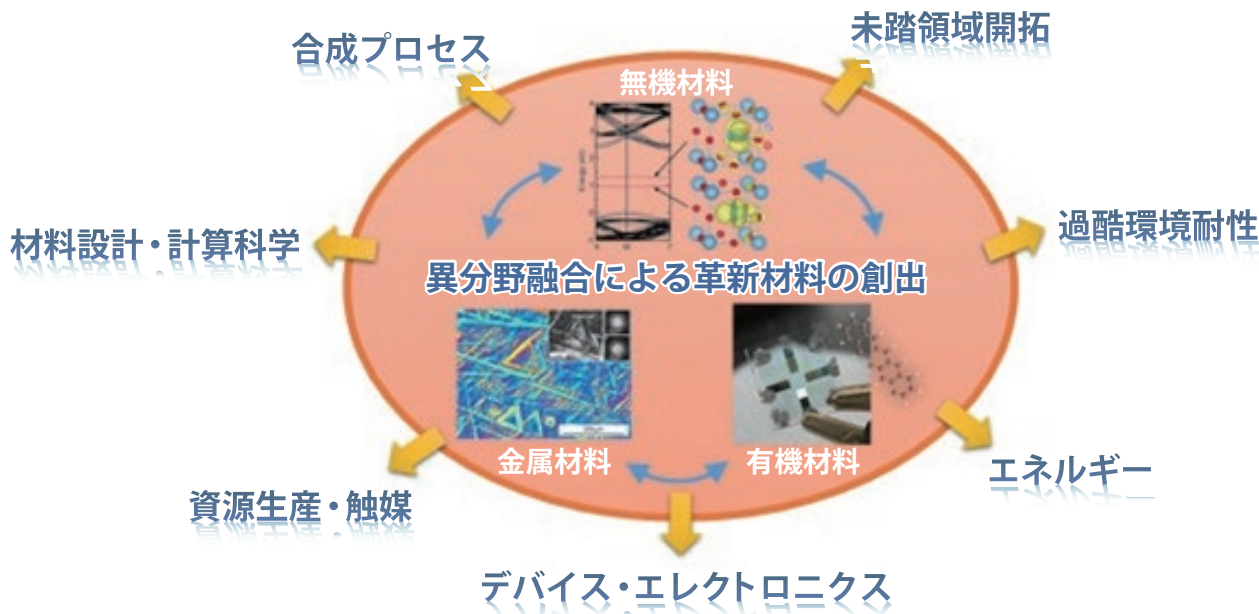 未踏領域開拓
合成プロセス
無機材料
過酷環境耐性
材料設計・計算科学
異分野融合による革新材料の創出
金属材料
有機材料
エネルギー
資源生産・触媒
デバイス・エレクトロニクス